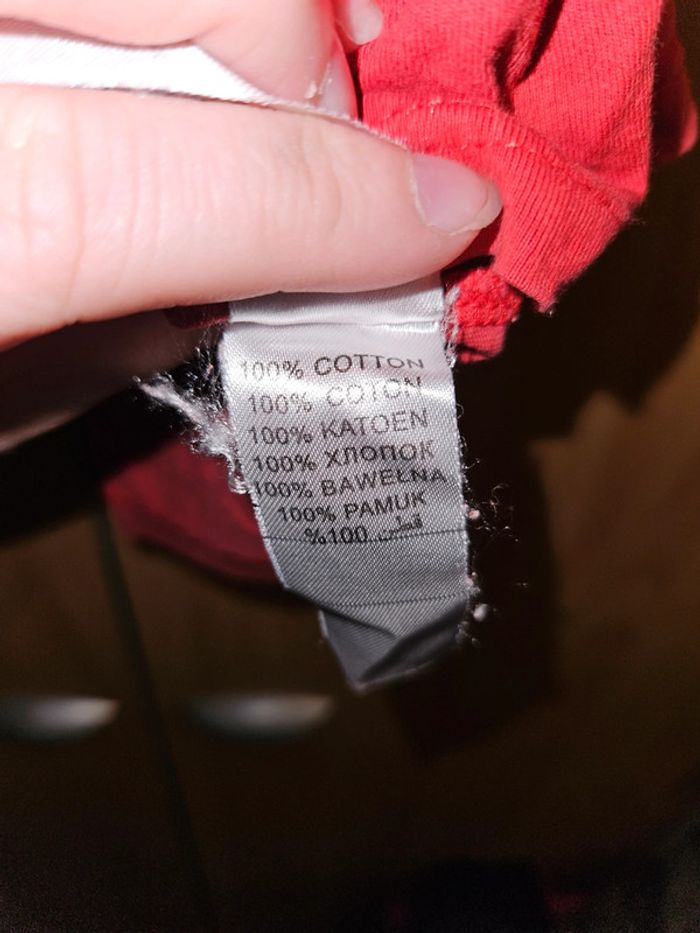 100% COTTON
100% COTON
100% KATOEN
100% ХЛОПОК
100% BAWEŁNA
100% PAMUK
%100 قطن